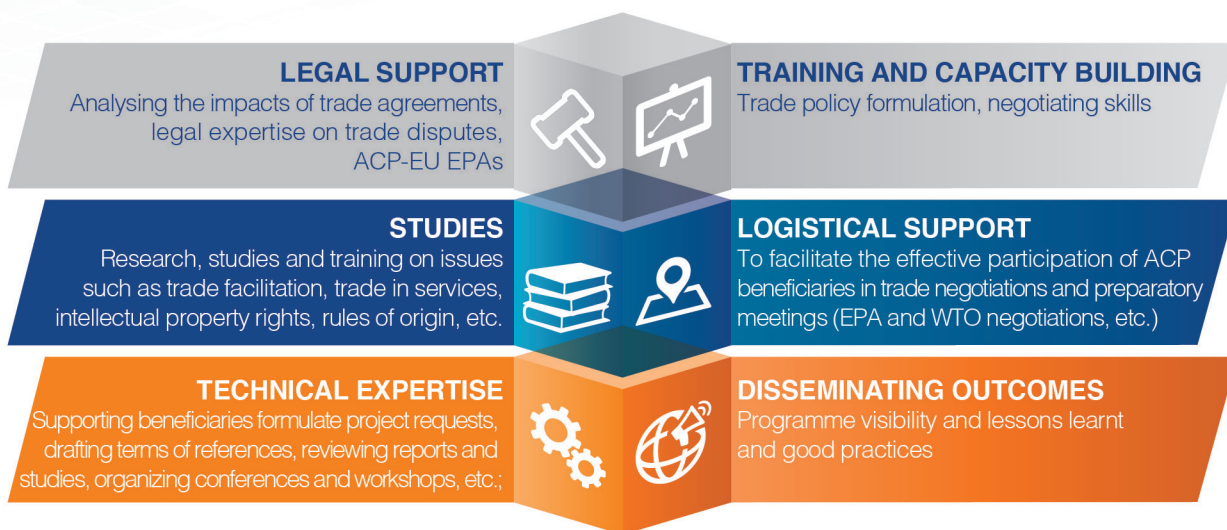 LEGAL SUPPORT
Analysing the impacts of trade agreements,
legal expertise on trade disputes,
ACP-EU EPAs
TRAINING AND CAPACITY BUILDING
Trade policy formulation, negotiating skills
STUDIES
Research, studies and training on issues
such as trade facilitation, trade in services,
intellectual property rights, rules of origin, etc.
LOGISTICAL SUPPORT
To facilitate the effective participation of ACP
beneficiaries in trade negotiations and preparatory
meetings (EPA and WTO negotiations, etc.)
TECHNICAL EXPERTISE
Supporting beneficiaries formulate project requests,
drafting terms of references, reviewing reports and
studies, organizing conferences and workshops, etc.;
DISSEMINATING OUTCOMES
Programme visibility and lessons learnt
and good practices